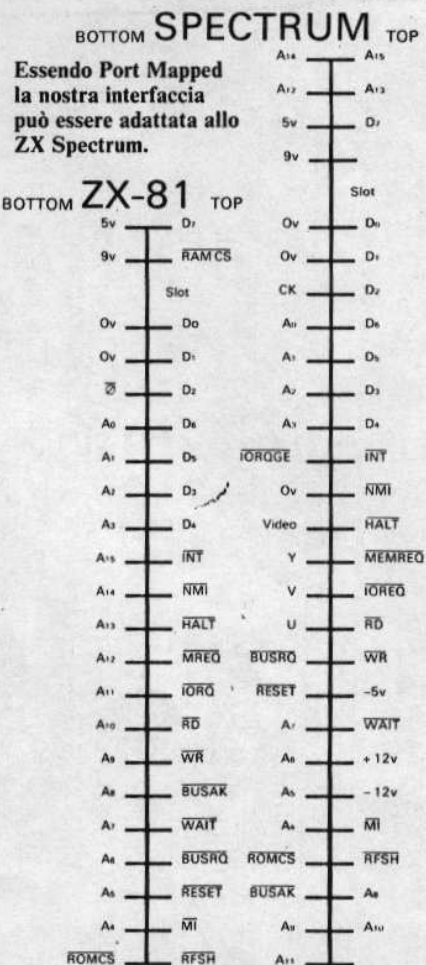 BOTTOM SPECTRUM TOP
Essendo Port Mapped
la nostra interfaccia
può essere adattata allo
ZX Spectrum.
A14 A15
A12 A13
5v D7
9v
Slot
0v D0
0v D1
CK D2
A0 D6
A1 D5
A2 D3
A3 D4
IORQGE INT
0v NMI
Video HALT
Y MEMREQ
V IOREQ
U RD
BUSRQ WR
RESET -5v
A7 WAIT
A6 + 12v
A5 - 12v
A4 MI
ROMCS RFSH
BUSAK A8
A9 A10
A11
BOTTOM ZX-81 TOP
5v D7
9v RAM CS
Slot
0v D0
0v D1
Ø D2
A0 D6
A1 D5
A2 D3
A3 D4
A15 INT
A14 NMI
A13 HALT
A12 MREQ
A11 IORQ
A10 RD
A9 WR
A8 BUSAK
A7 WAIT
A6 BUSRQ
A5 RESET
A4 MI
ROMCS RFSH